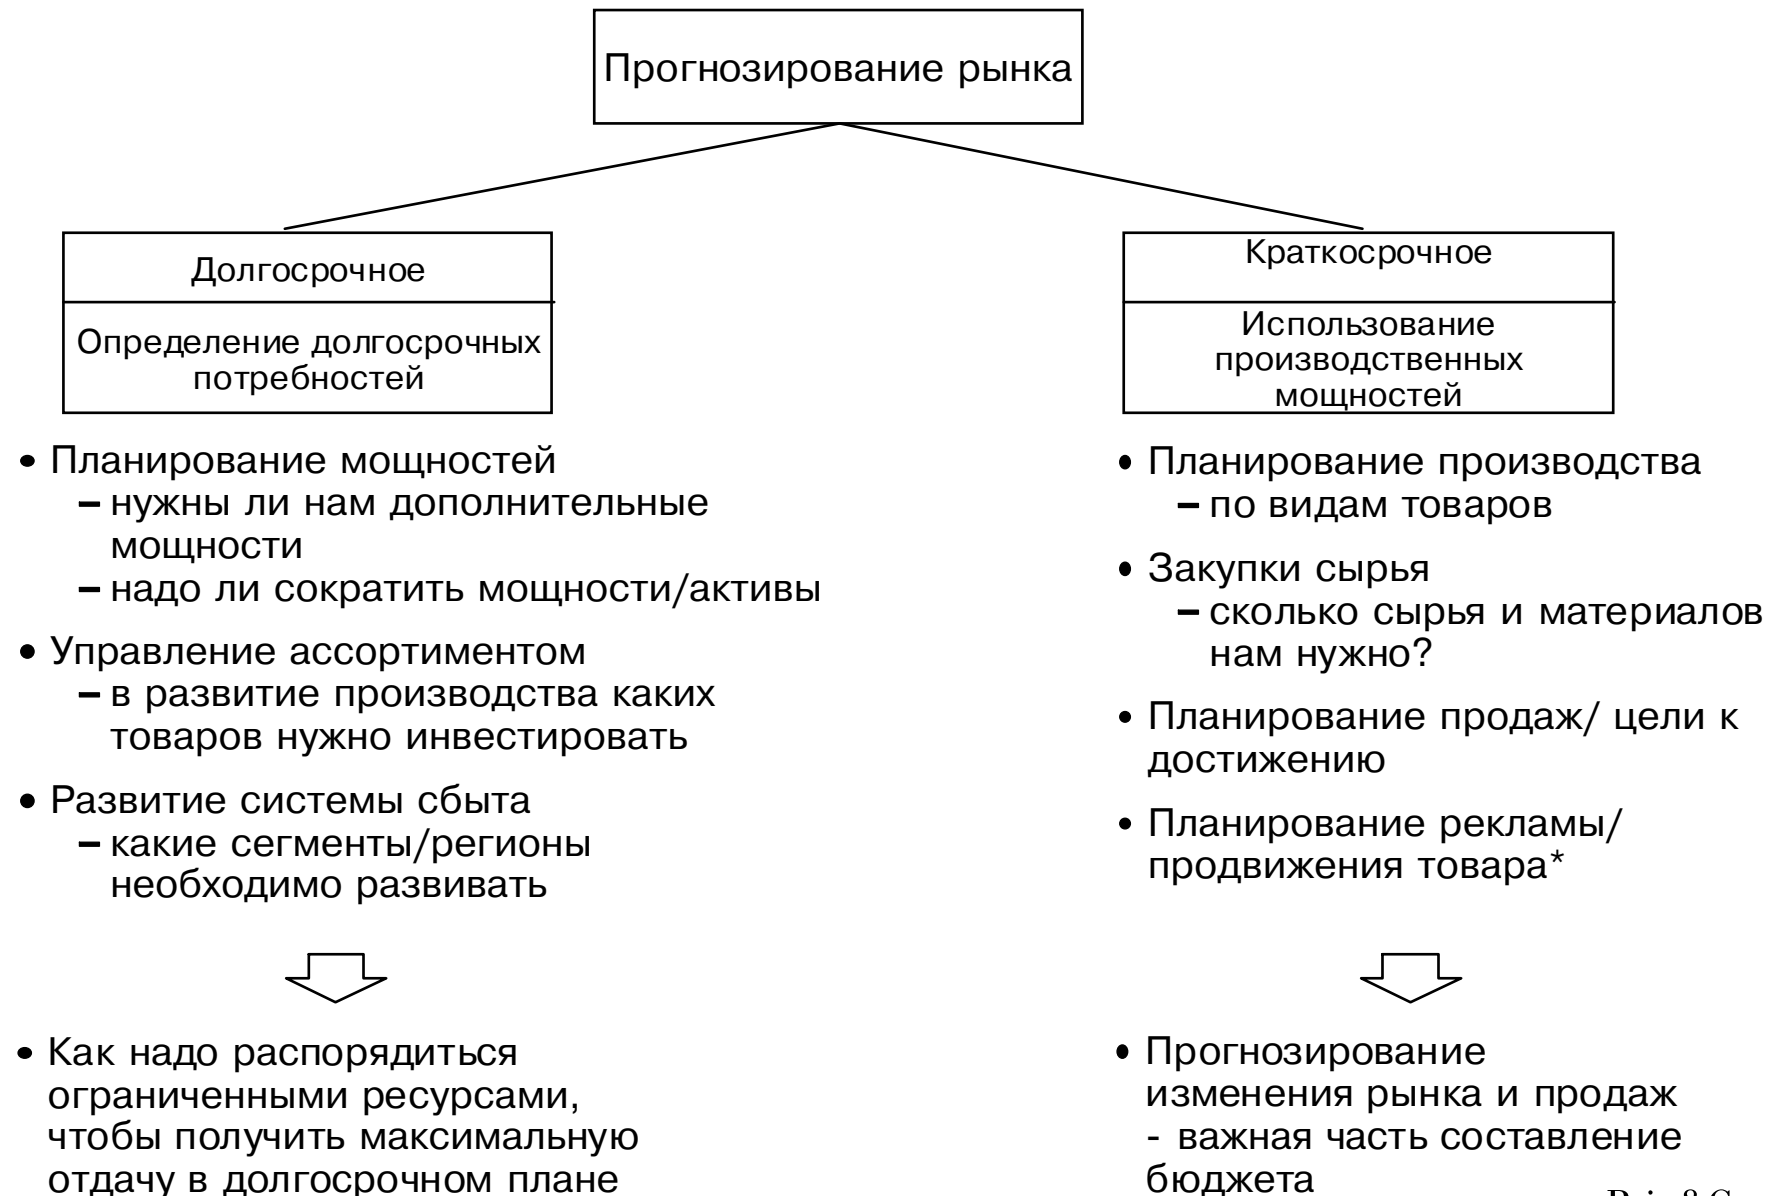 Прогнозирование рынка
Долгосрочное
Определение долгосрочных
потребностей
• Планирование мощностей
– нужны ли нам дополнительные
мощности
– надо ли сократить мощности/активы
• Управление ассортиментом
– в развитие производства каких
товаров нужно инвестировать
• Развитие системы сбыта
– какие сегменты/регионы
необходимо развивать
• Как надо распорядиться
ограниченными ресурсами,
чтобы получить максимальную
отдачу в долгосрочном плане
Краткосрочное
Использование
производственных
мощностей
• Планирование производства
– по видам товаров
• Закупки сырья
– сколько сырья и материалов
нам нужно?
• Планирование продаж/ цели к
достижению
• Планирование рекламы/
продвижения товара*
• Прогнозирование
изменения рынка и продаж
- важная часть составление
бюджета